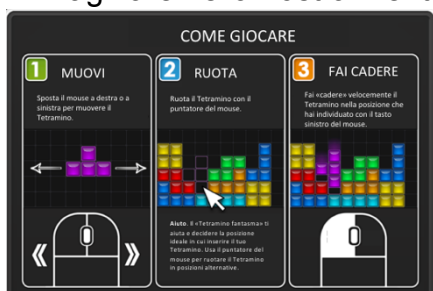 COME GIOCARE
1 MUOVI
Sposta il mouse a destra o a
sinistra per muovere il
Tetramino.
2 RUOTA
Ruota il Tetramino con il
puntatore del mouse.
Aiuto. Il «Tetramino fantasma» ti
aiuta e decidere la posizione
ideale in cui inserire il tuo
Tetramino. Usa il puntatore del
mouse per ruotare il Tetramino
in posizioni alternative.
3 FAI CADERE
Fai «cadere» velocemente il
Tetramino nella posizione che
hai individuato con il tasto
sinistro del mouse.